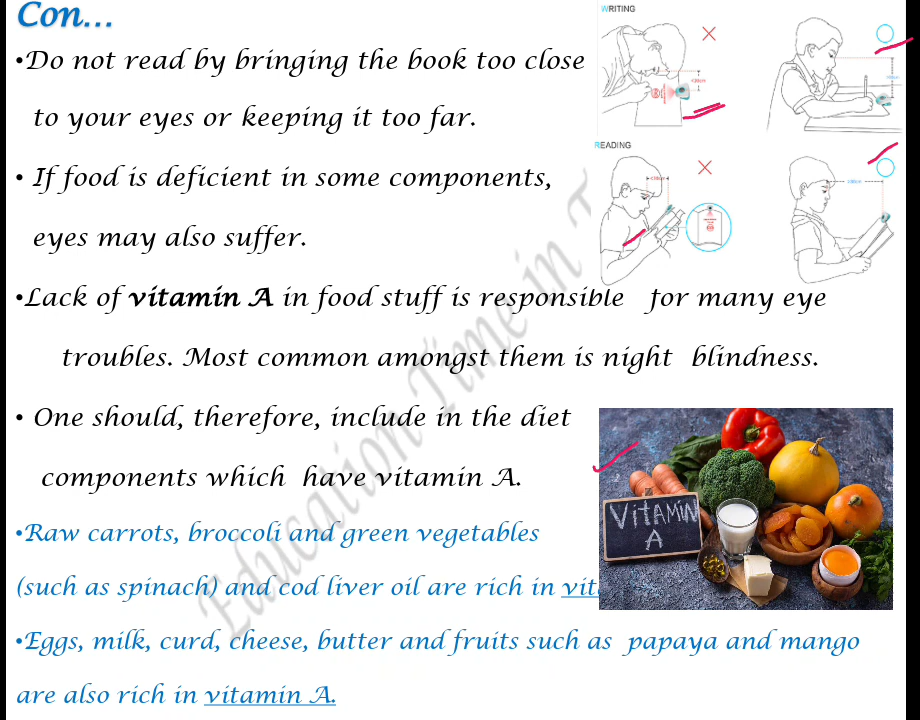 Con...
WRITING
•Do not read by bringing the book too close
to your eyes or keeping it too far.
READING
• If food is deficient in some components,
eyes may also suffer.
•Lack of vitamin A in food stuff is responsible for many eye
troubles. Most common amongst them is night blindness.
• One should, therefore, include in the diet
components which have vitamin A.
VITAMIN
A
•Raw carrots, broccoli and green vegetables
(such as spinach) and cod liver oil are rich in vit
•Eggs, milk, curd, cheese, butter and fruits such as papaya and mango
are also rich in vitamin A.
Education Time in T